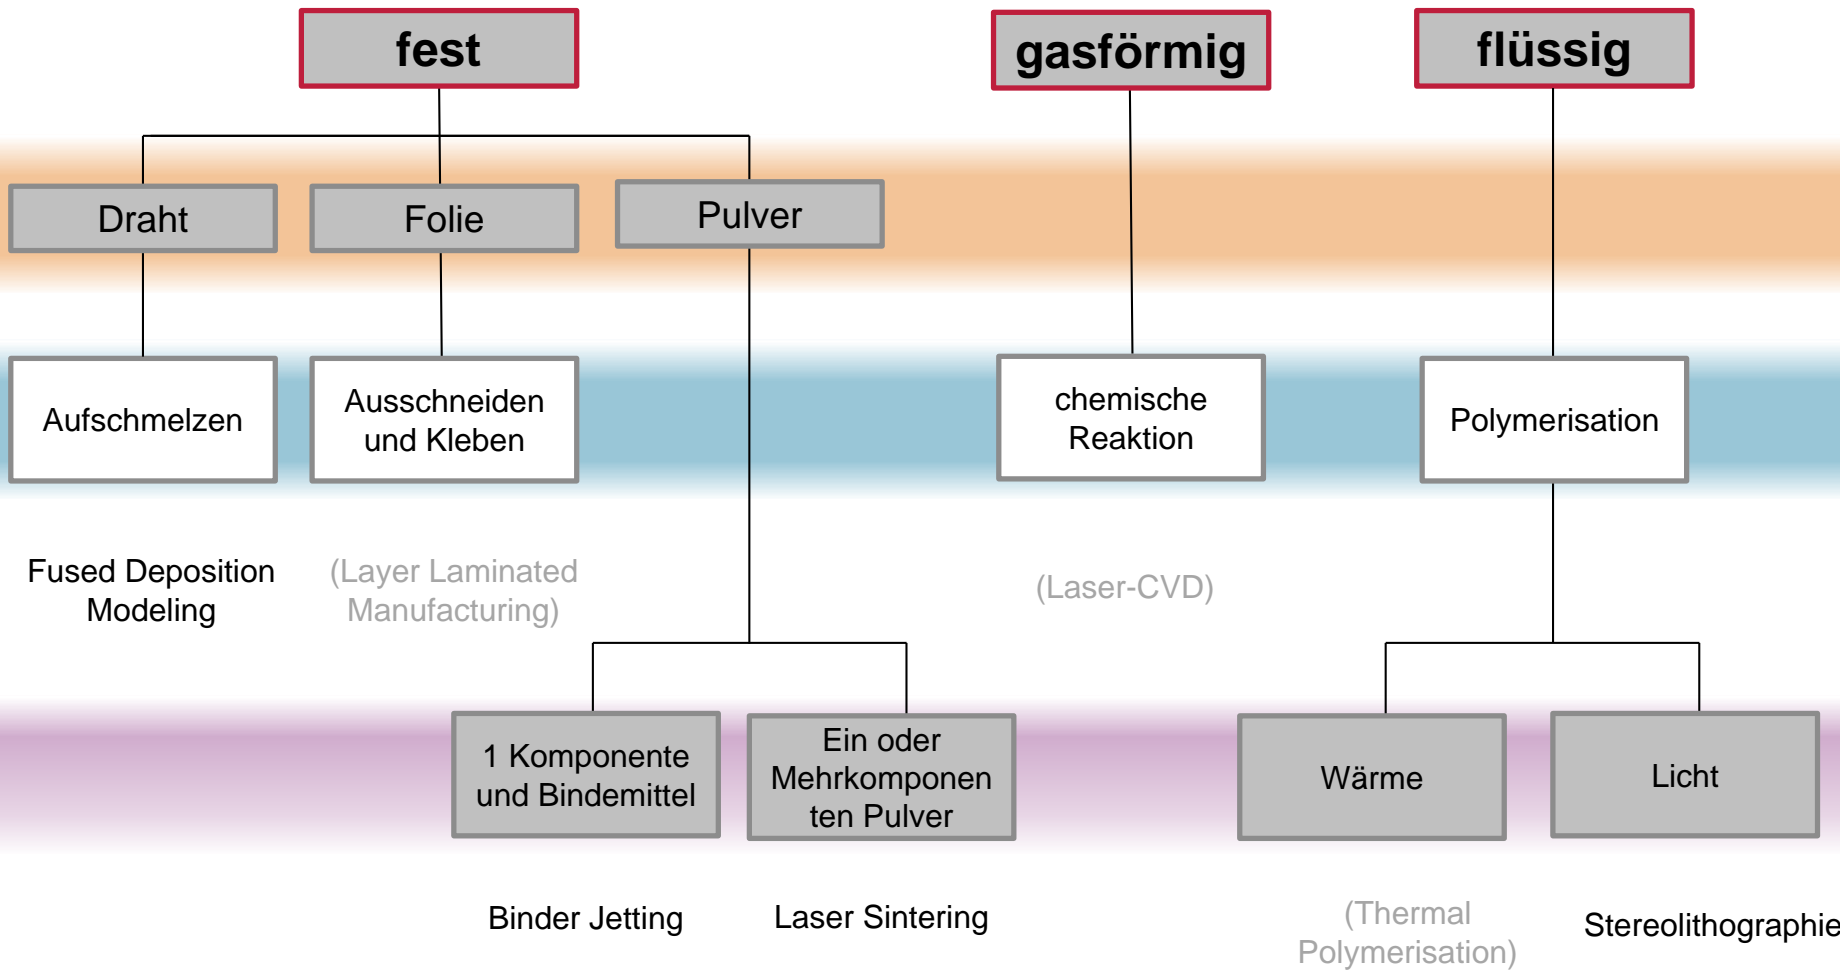 fest
gasförmig
flüssig
Draht
Folie
Pulver
Aufschmelzen
Ausschneiden
und Kleben
chemische
Reaktion
Polymerisation
Fused Deposition
Modeling
(Layer Laminated
Manufacturing)
(Laser-CVD)
1 Komponente
und Bindemittel
Ein oder
Mehrkomponen
ten Pulver
Wärme
Licht
Binder Jetting
Laser Sintering
(Thermal
Polymerisation)
Stereolithographie